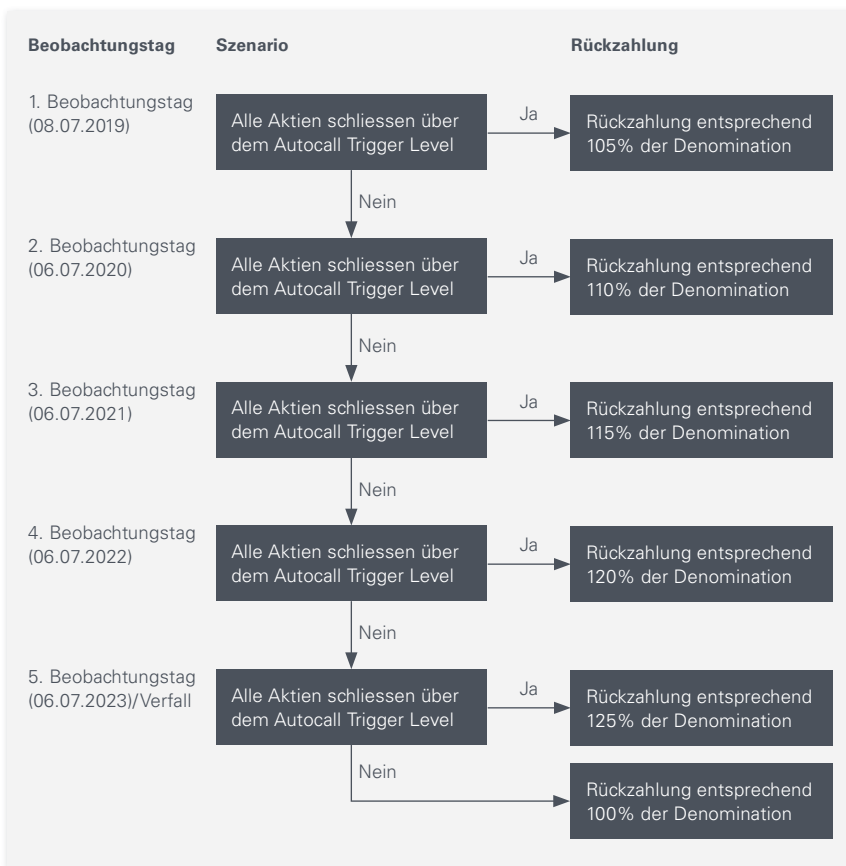 Beobachtungstag Szenario Rückzahlung
1. Beobachtungstag
(08.07.2019)
Alle Aktien schliessen über
dem Autocall Trigger Level
Ja
Rückzahlung entsprechend
105% der Denomination
Nein
2. Beobachtungstag
(06.07.2020)
Alle Aktien schliessen über
dem Autocall Trigger Level
Ja
Rückzahlung entsprechend
110% der Denomination
Nein
3. Beobachtungstag
(06.07.2021)
Alle Aktien schliessen über
dem Autocall Trigger Level
Ja
Rückzahlung entsprechend
115% der Denomination
Nein
4. Beobachtungstag
(06.07.2022)
Alle Aktien schliessen über
dem Autocall Trigger Level
Ja
Rückzahlung entsprechend
120% der Denomination
Nein
5. Beobachtungstag
(06.07.2023)/Verfall
Alle Aktien schliessen über
dem Autocall Trigger Level
Ja
Rückzahlung entsprechend
125% der Denomination
Nein
Rückzahlung entsprechend
100% der Denomination